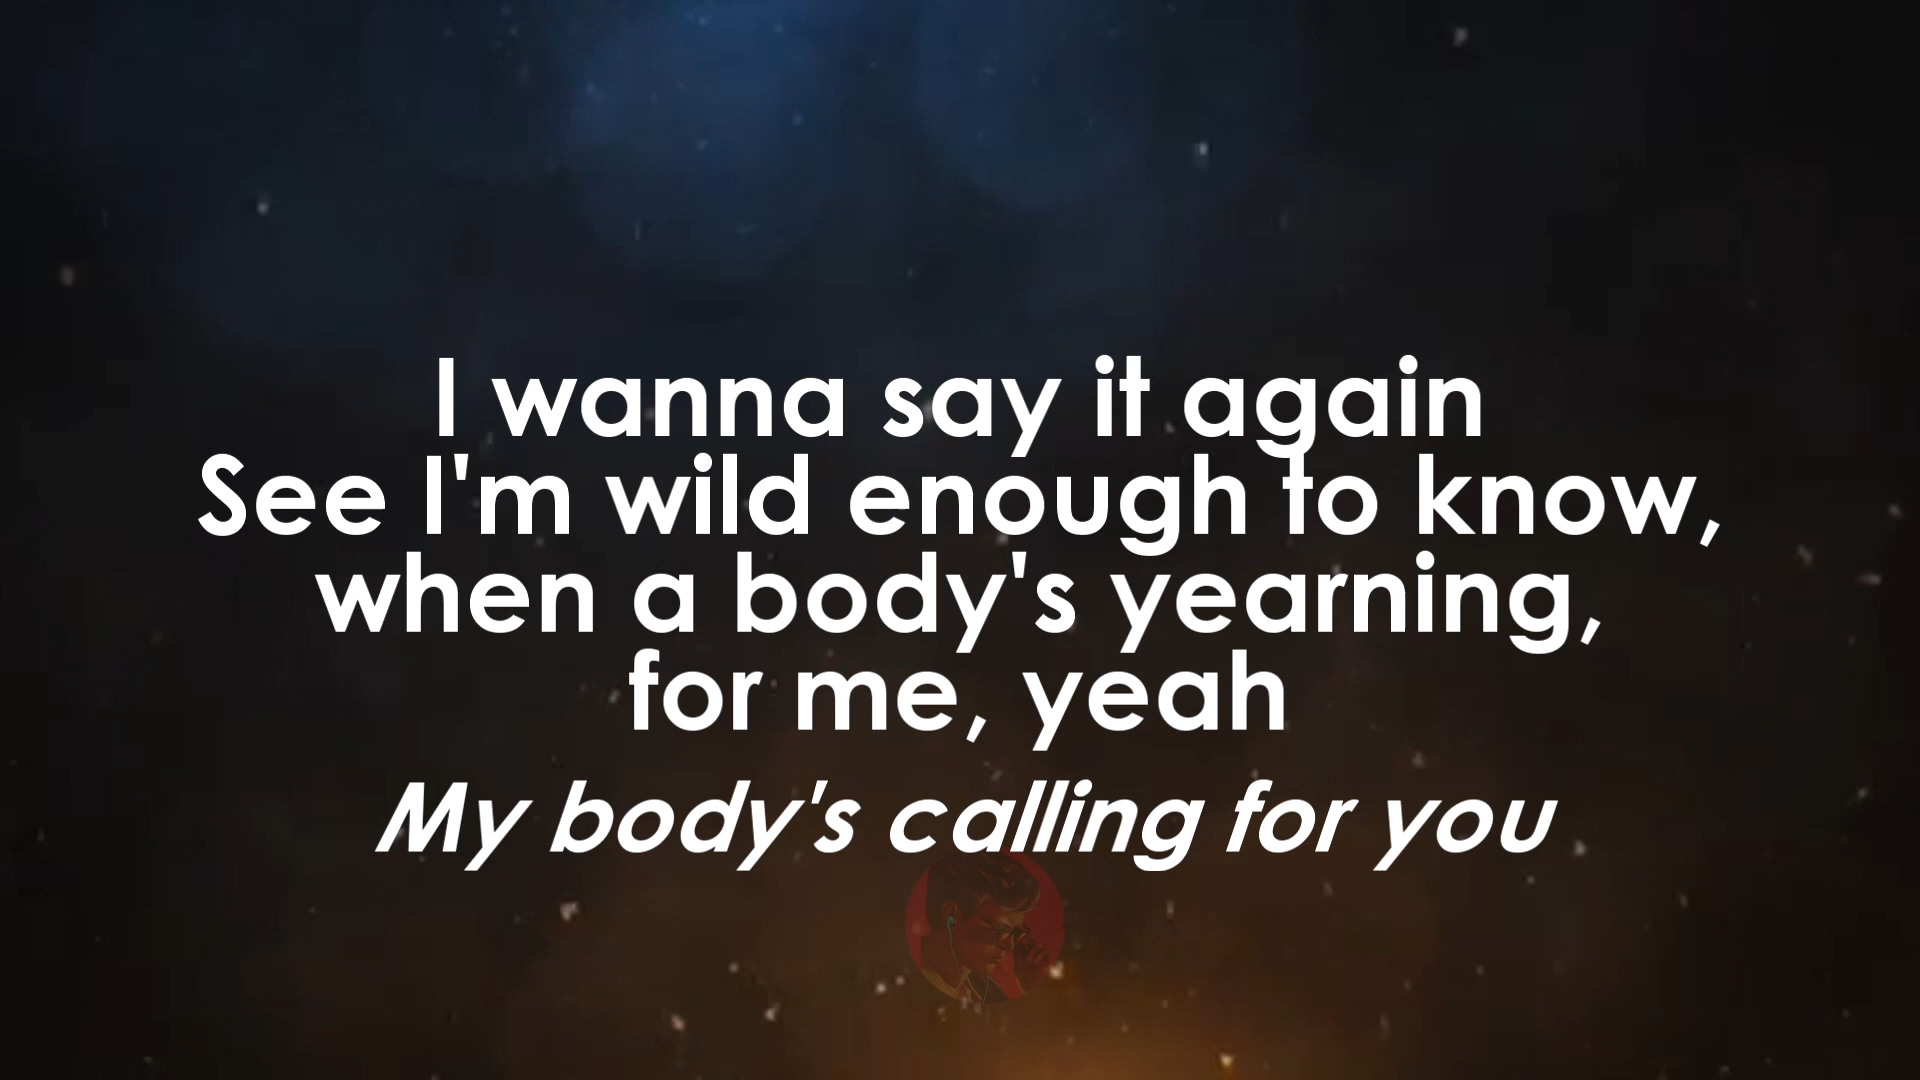 I wanna say it again
See I'm wild enough to know,
when a body's yearning,
for me, yeah
My body's calling for you